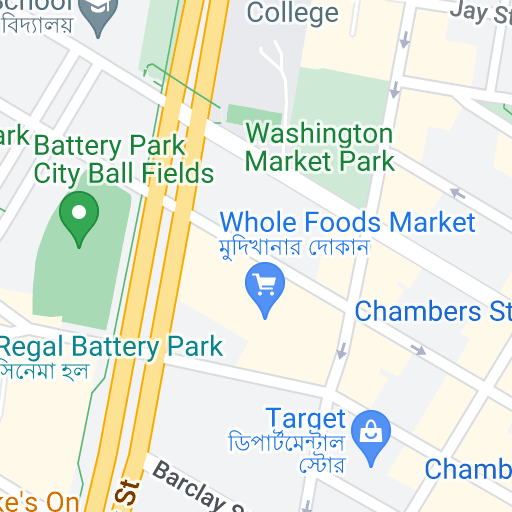 School
বিদ্যালয়
College
Jay St
Park
Battery Park
City Ball Fields
Washington
Market Park
Whole Foods Market
মুদিখানার দোকান
Chambers St
Regal Battery Park
সিনেমা হল
Target
ডিপার্টমেন্টাল
স্টোর
Chamb
St
Barclay S
ke's On